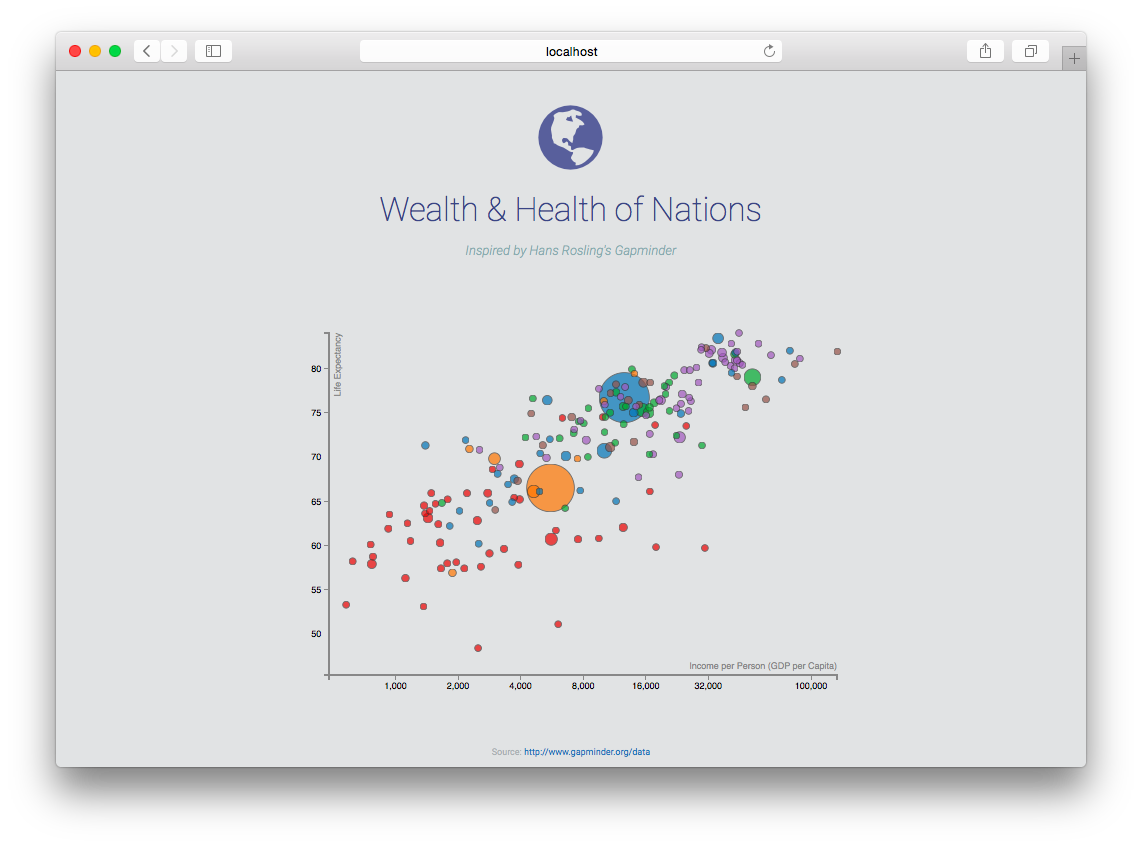 localhost
Wealth & Health of Nations
Inspired by Hans Rosling's Gapminder
Life Expectancy
80
75
70
65
60
55
50
Income per Person (GDP per Capita)
1,000 2,000 4,000 8,000 16,000 32,000 100,000
Source: http://www.gapminder.org/data